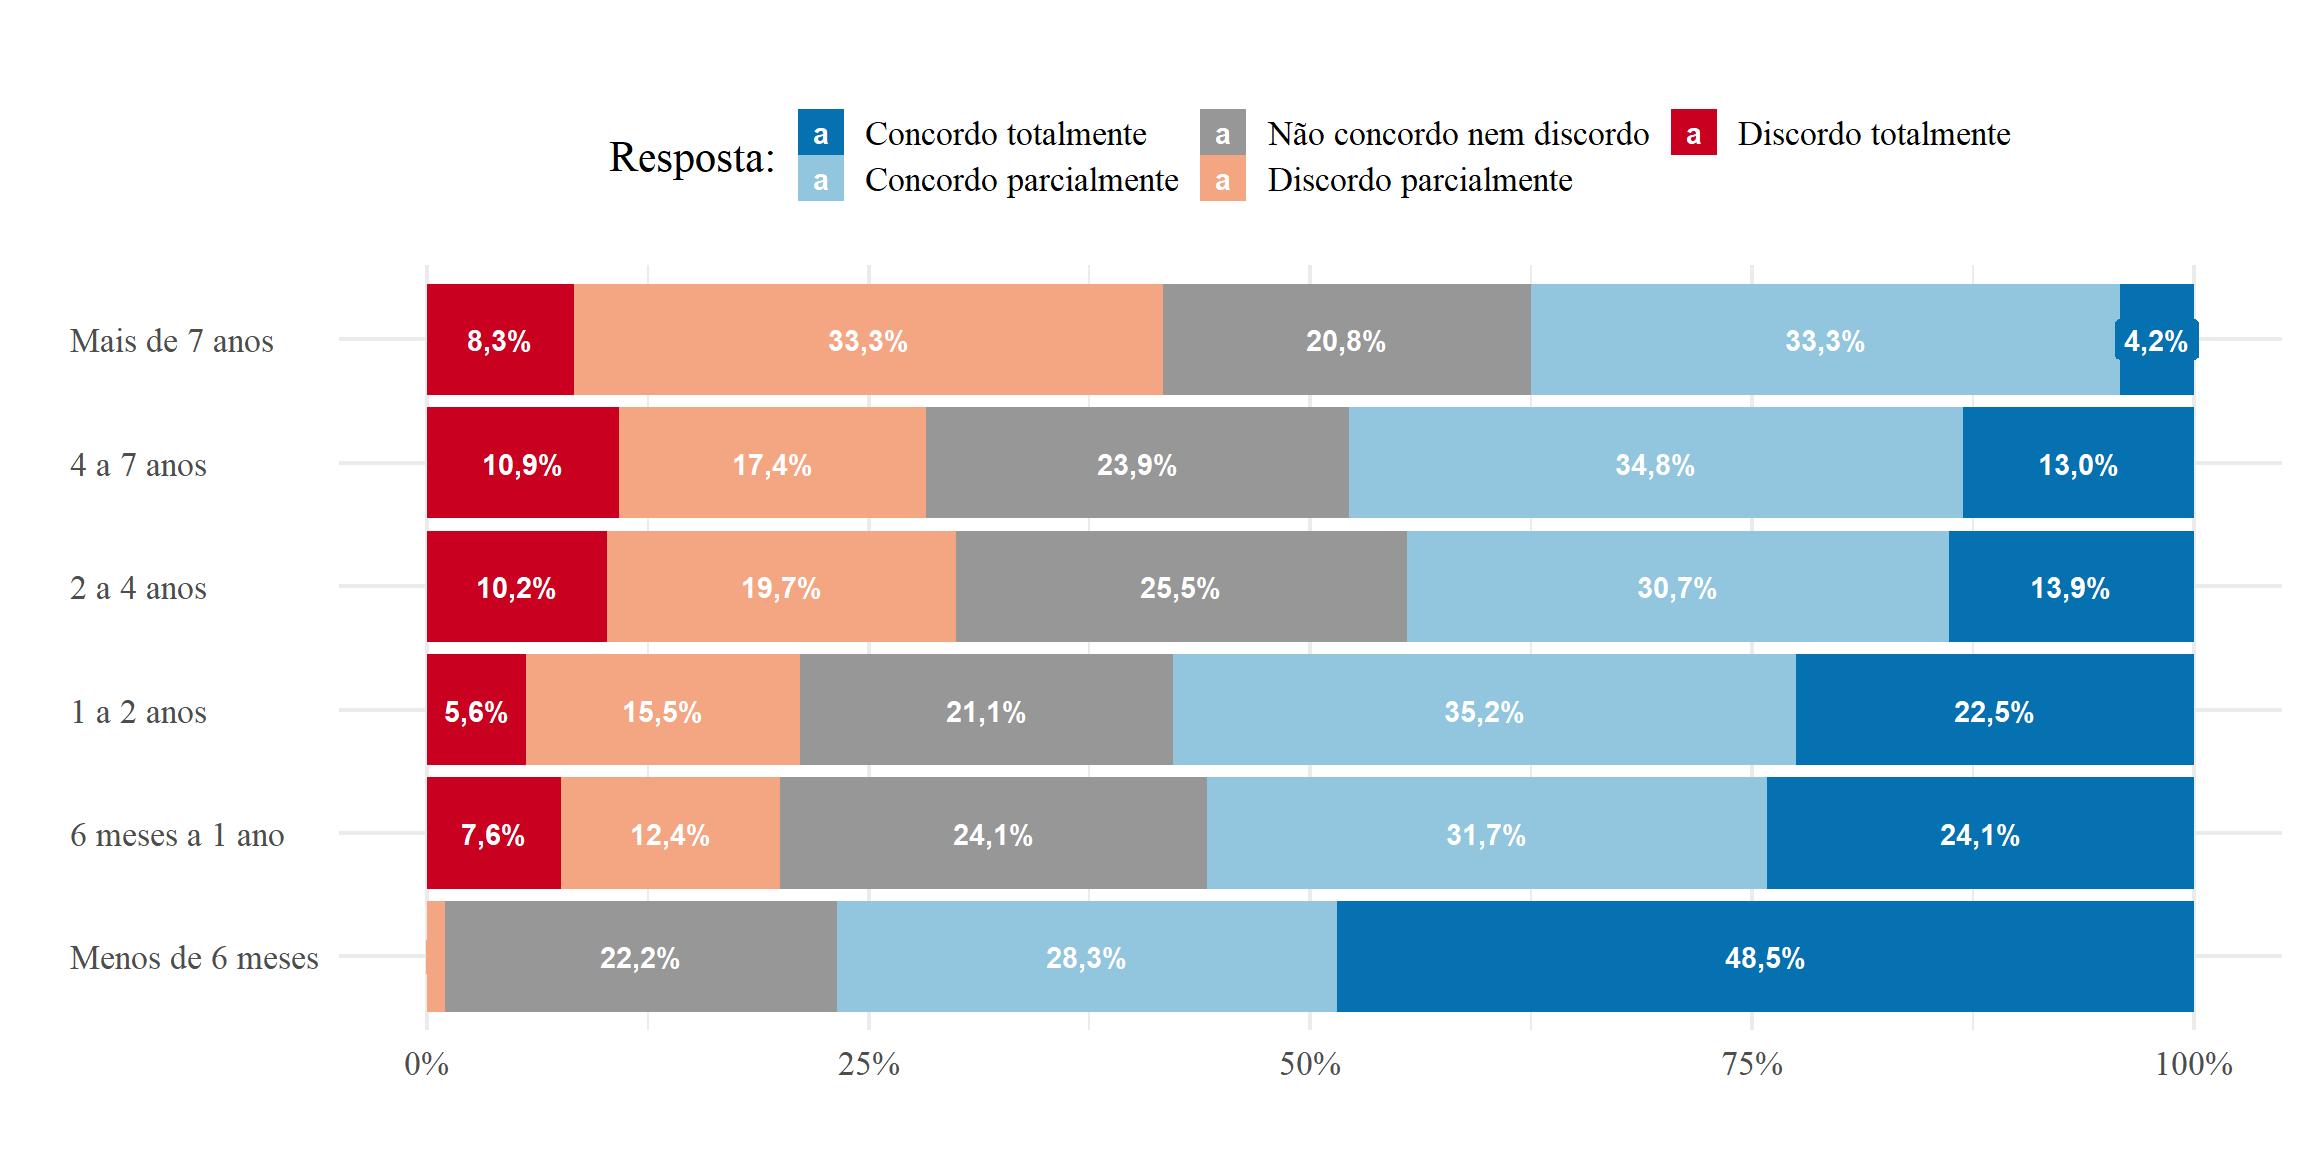 Resposta:
a Concordo totalmente a Não concordo nem discordo a Discordo totalmente
a Concordo parcialmente a Discordo parcialmente
Mais de 7 anos 8,3% 33,3% 20,8% 33,3% 4,2%
4 a 7 anos 10,9% 17,4% 23,9% 34,8% 13,0%
2 a 4 anos 10,2% 19,7% 25,5% 30,7% 13,9%
1 a 2 anos 5,6% 15,5% 21,1% 35,2% 22,5%
6 meses a 1 ano 7,6% 12,4% 24,1% 31,7% 24,1%
Menos de 6 meses 22,2% 28,3% 48,5%
0% 25% 50% 75% 100%